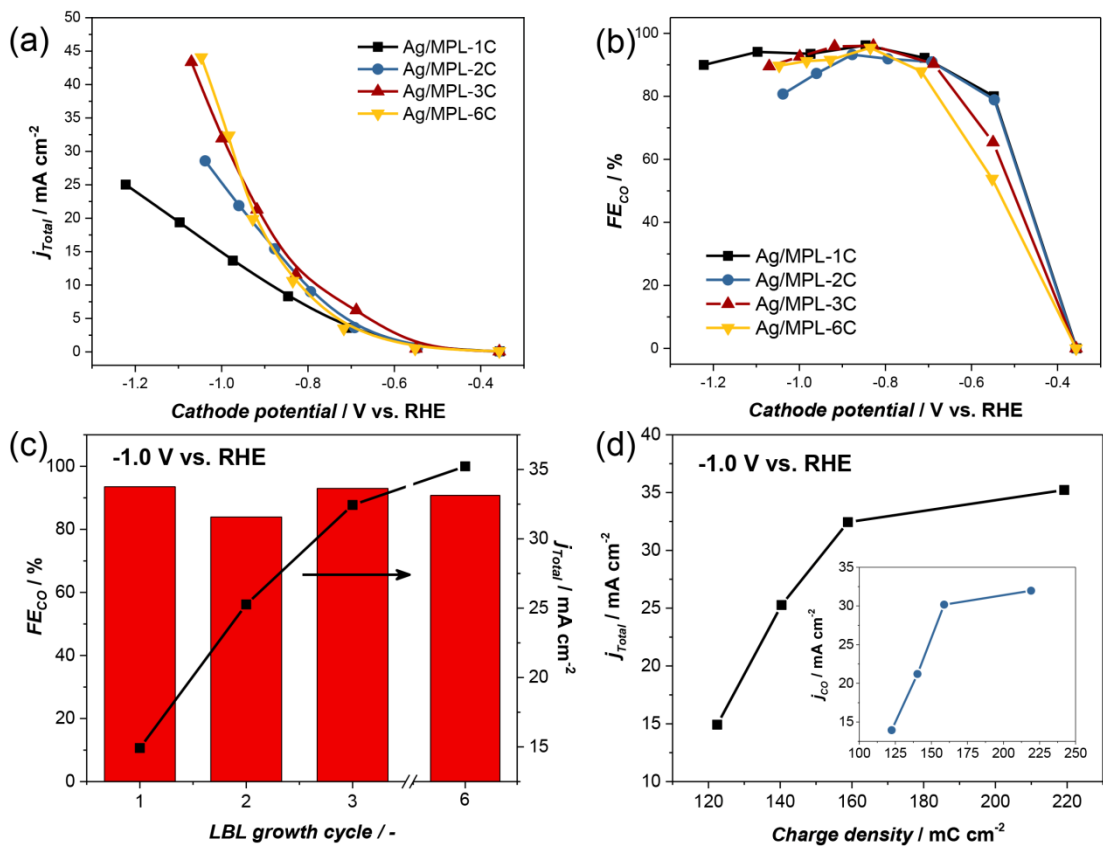 (a)
50
45
40
35
30
25
20
15
10
5
0
j_Total / mA cm⁻²
Ag/MPL-1C
Ag/MPL-2C
Ag/MPL-3C
Ag/MPL-6C
-1.2 -1.0 -0.8 -0.6 -0.4
Cathode potential / V vs. RHE
(b)
100
80
60
40
20
0
FE_CO / %
Ag/MPL-1C
Ag/MPL-2C
Ag/MPL-3C
Ag/MPL-6C
-1.2 -1.0 -0.8 -0.6 -0.4
Cathode potential / V vs. RHE
(c)
-1.0 V vs. RHE
100
80
60
40
20
0
FE_CO / %
35
30
25
20
15
j_Total / mA cm⁻²
1 2 3 6
LBL growth cycle / -
(d)
-1.0 V vs. RHE
40
35
30
25
20
15
10
j_Total / mA cm⁻²
35
30
25
20
15
j_CO / mA cm⁻²
100 125 150 175 200 225 250
120 140 160 180 200 220
Charge density / mC cm⁻²